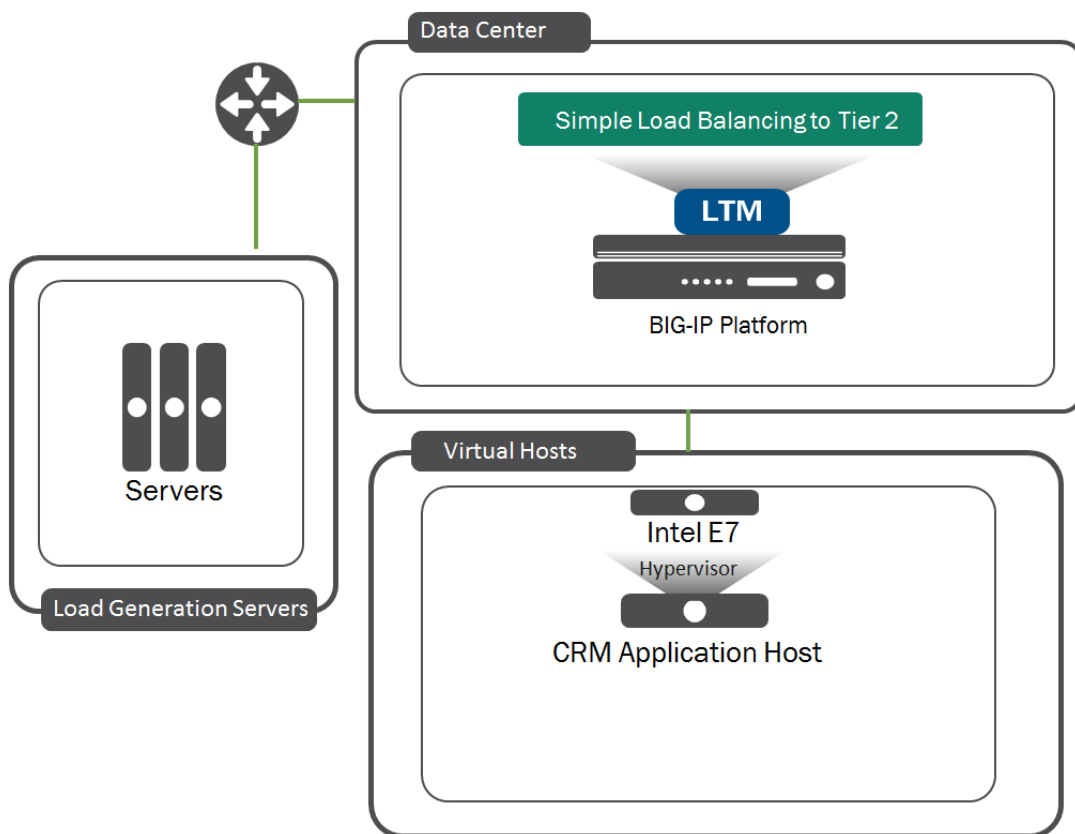 Data Center
Simple Load Balancing to Tier 2
LTM
BIG-IP Platform
Servers
Load Generation Servers
Virtual Hosts
Intel E7
Hypervisor
CRM Application Host